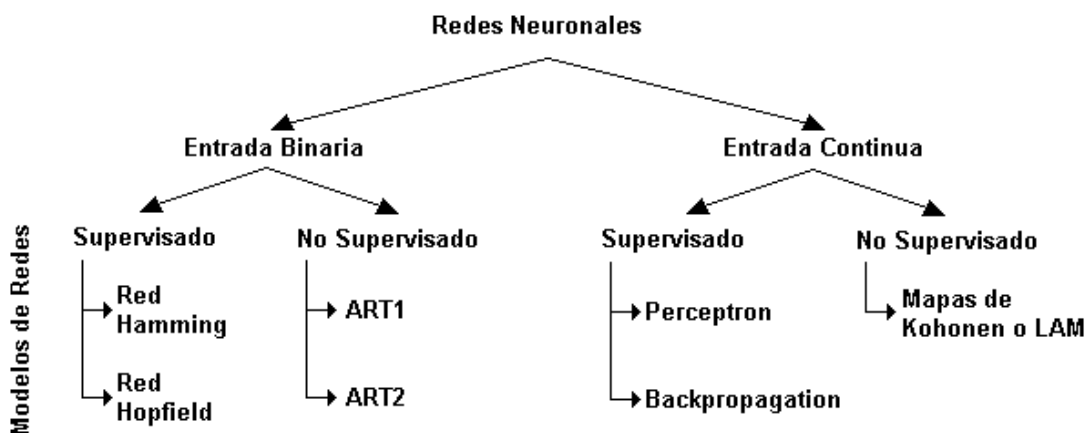 Redes Neuronales
Entrada Binaria
Entrada Continua
Supervisado
No Supervisado
Supervisado
No Supervisado
Modelos de Redes
Red
Hamming
ART1
Perceptron
Mapas de
Kohonen o LAM
Red
Hopfield
ART2
Backpropagation